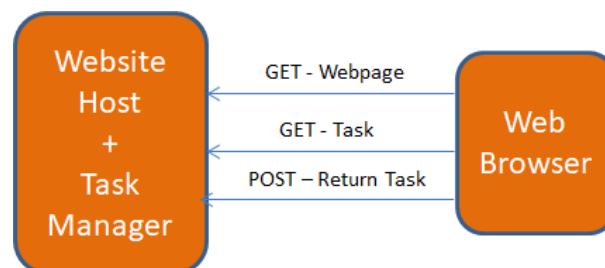 Website
Host
+
Task
Manager
GET - Webpage
GET - Task
POST – Return Task
Web
Browser